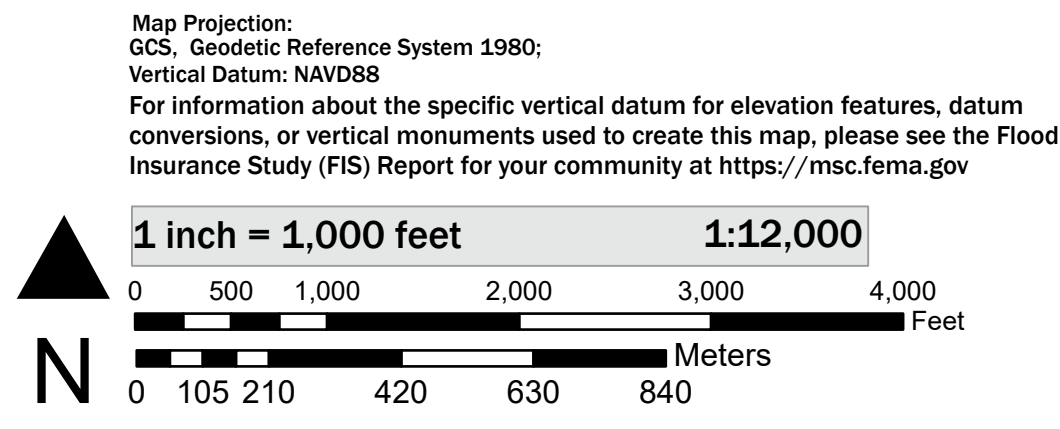 Map Projection:
GCS, Geodetic Reference System 1980;
Vertical Datum: NAVD88
For information about the specific vertical datum for elevation features, datum
conversions, or vertical monuments used to create this map, please see the Flood
Insurance Study (FIS) Report for your community at https://msc.fema.gov
1 inch = 1,000 feet 1:12,000
0 500 1,000 2,000 3,000 4,000
Feet
Meters
N 0 105 210 420 630 840